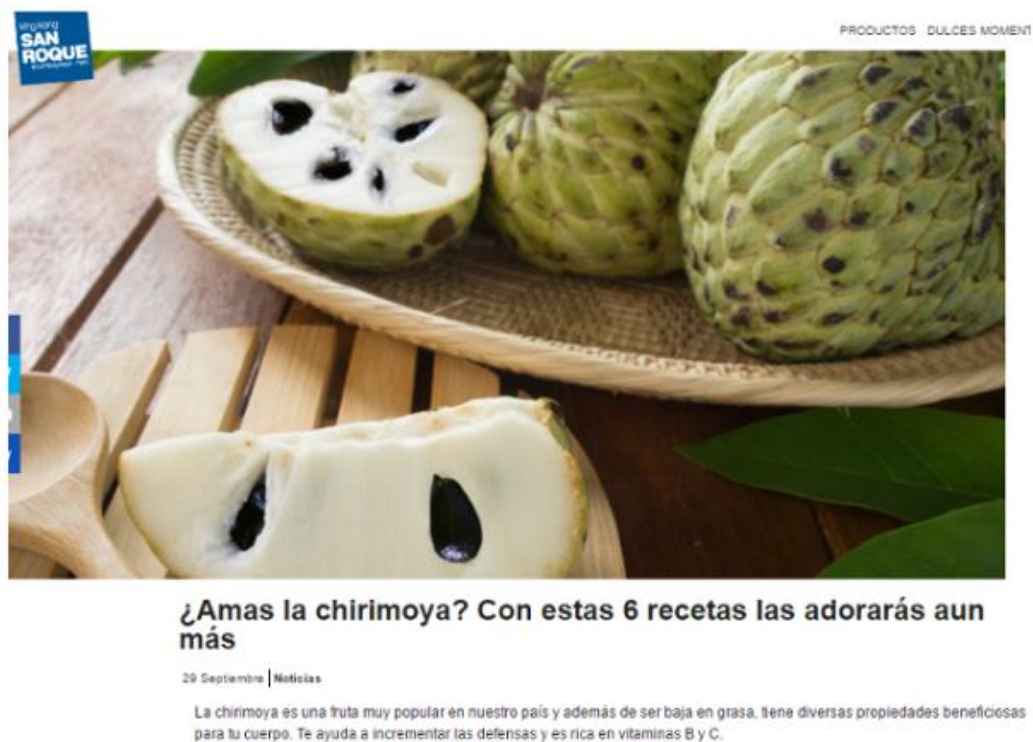 SAN
ROQUE
PRODUCTOS DULCES MOMENT
¿Amas la chirimoya? Con estas 6 recetas las adorarás aun
más
29 Septiembre | Noticias
La chirimoya es una fruta muy popular en nuestro país y además de ser baja en grasa, tiene diversas propiedades beneficiosas
para tu cuerpo. Te ayuda a incrementar las defensas y es rica en vitaminas B y C.